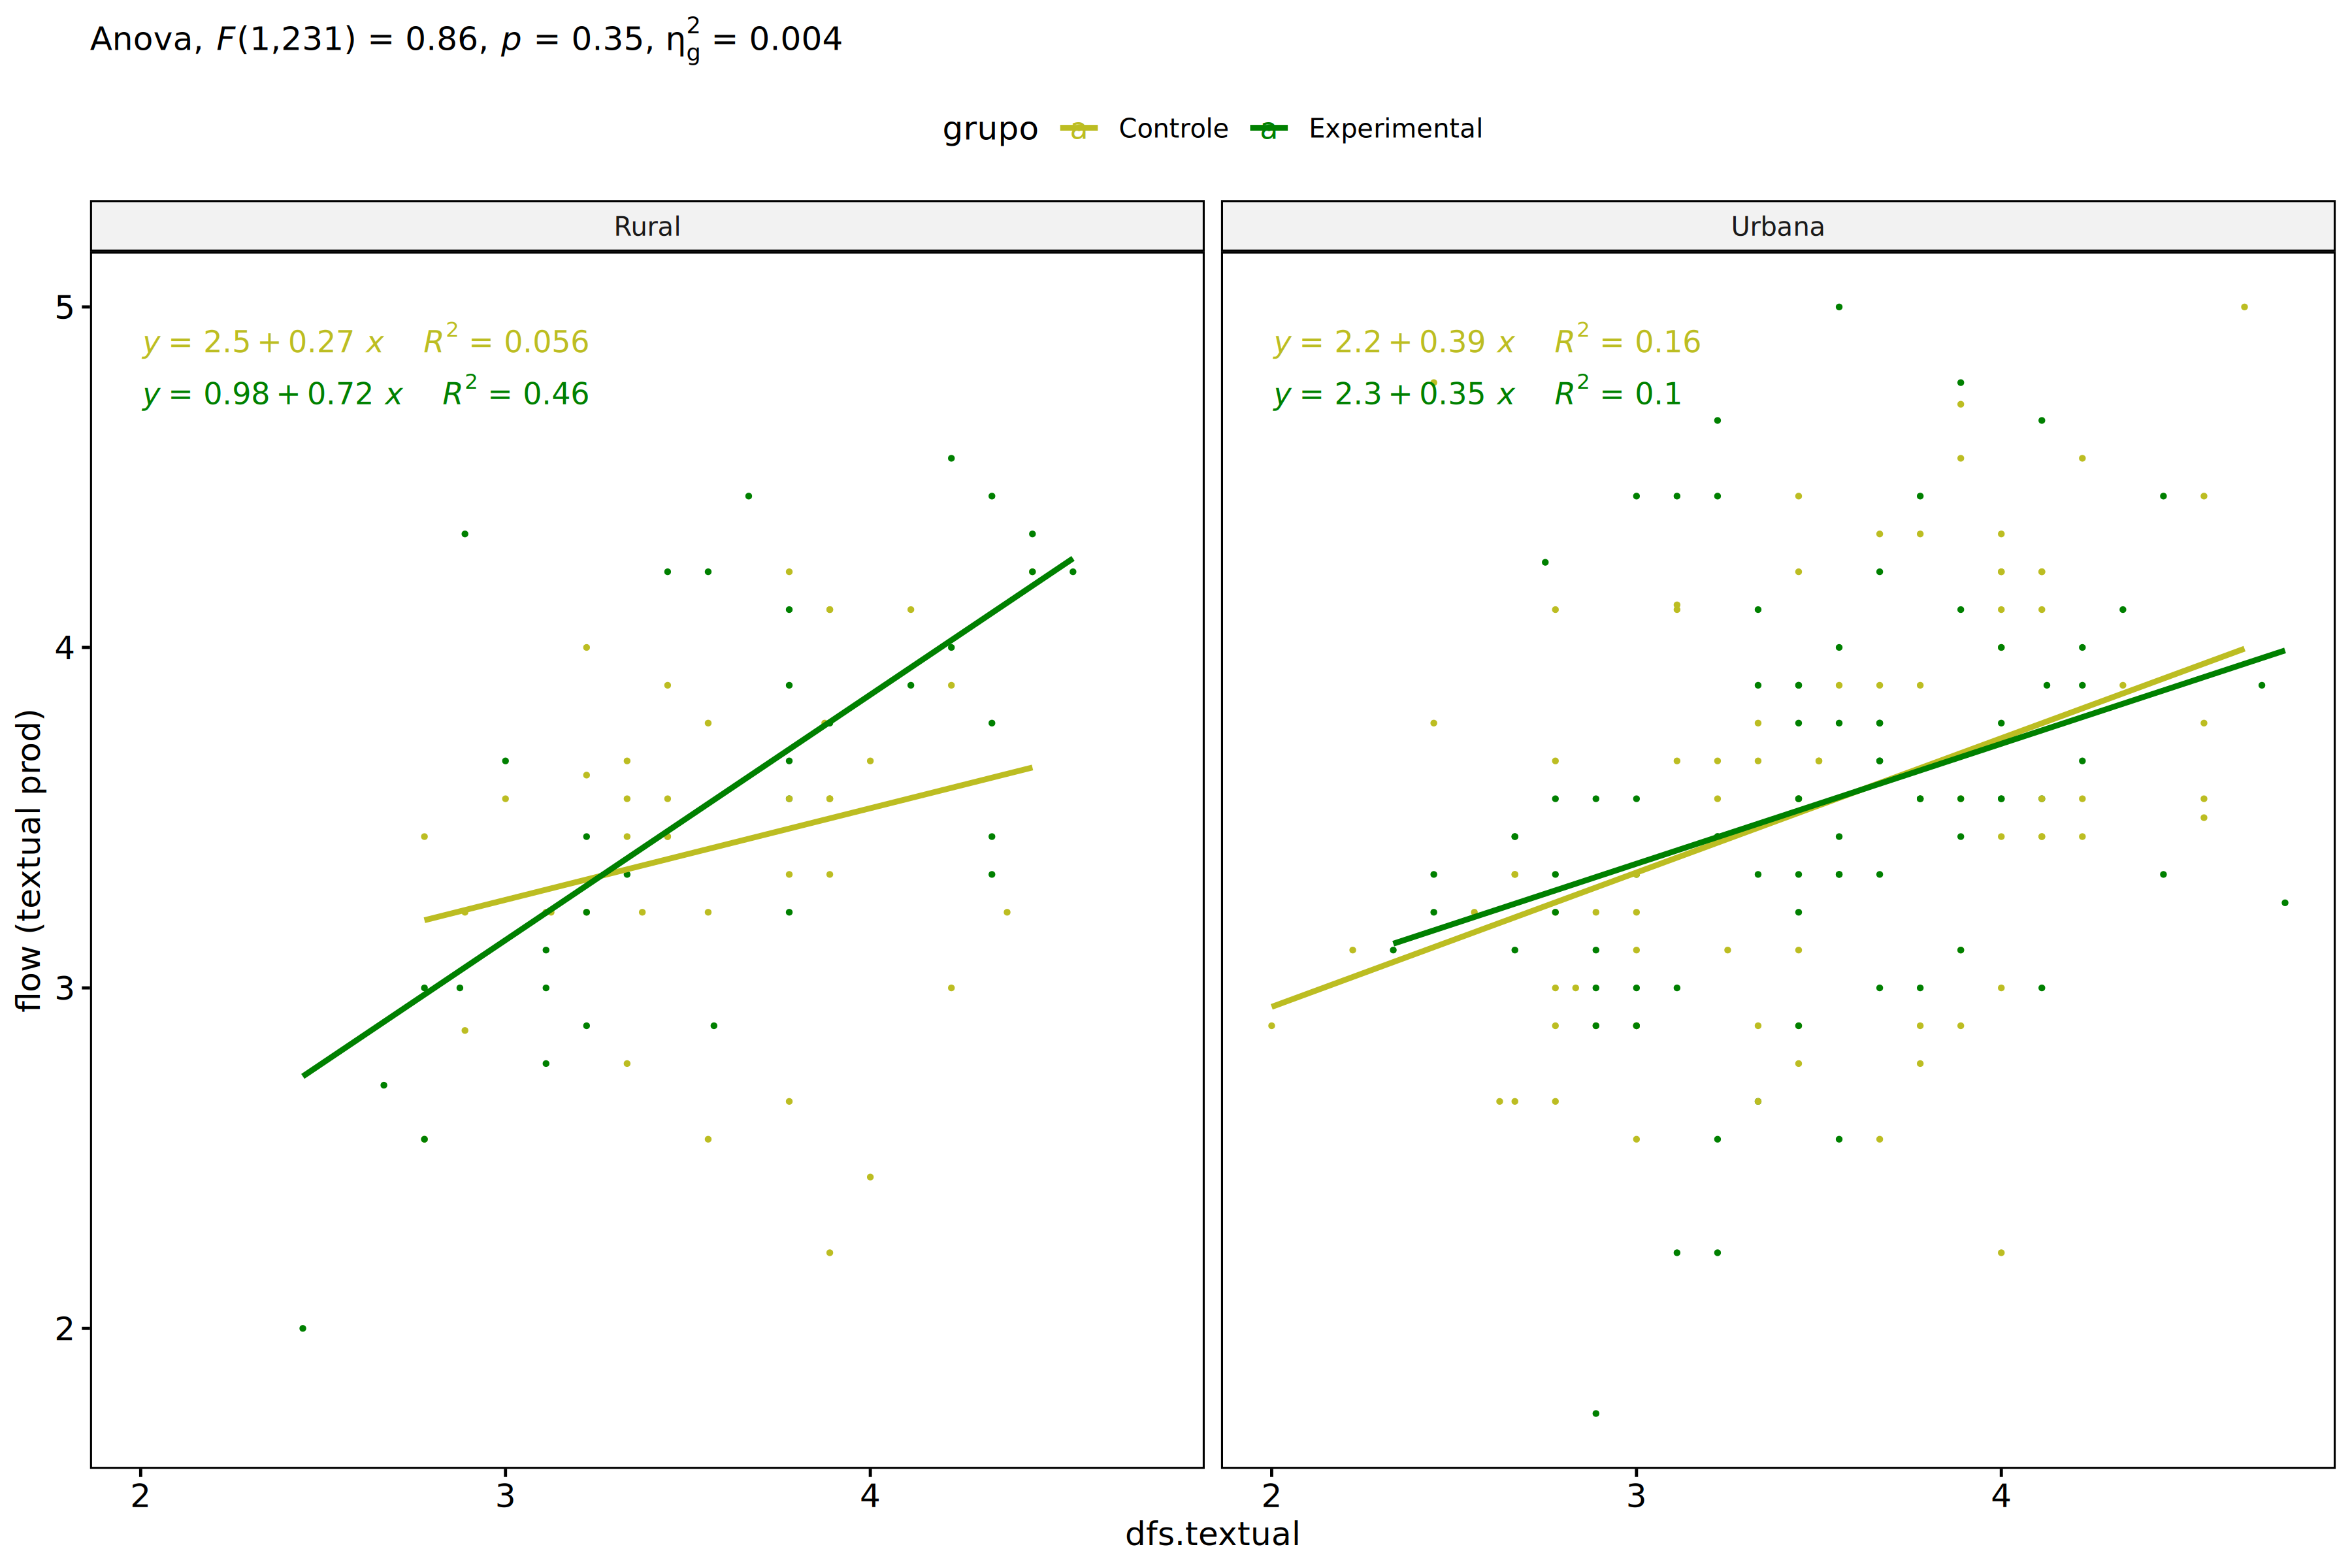 Anova, F(1,231) = 0.86, p = 0.35, η²g = 0.004
grupo a Controle a Experimental
Rural
Urbana
y = 2.5 + 0.27 x R² = 0.056
y = 0.98 + 0.72 x R² = 0.46
y = 2.2 + 0.39 x R² = 0.16
y = 2.3 + 0.35 x R² = 0.1
flow (textual prod)
5
4
3
2
2 3 4
2 3 4
dfs.textual